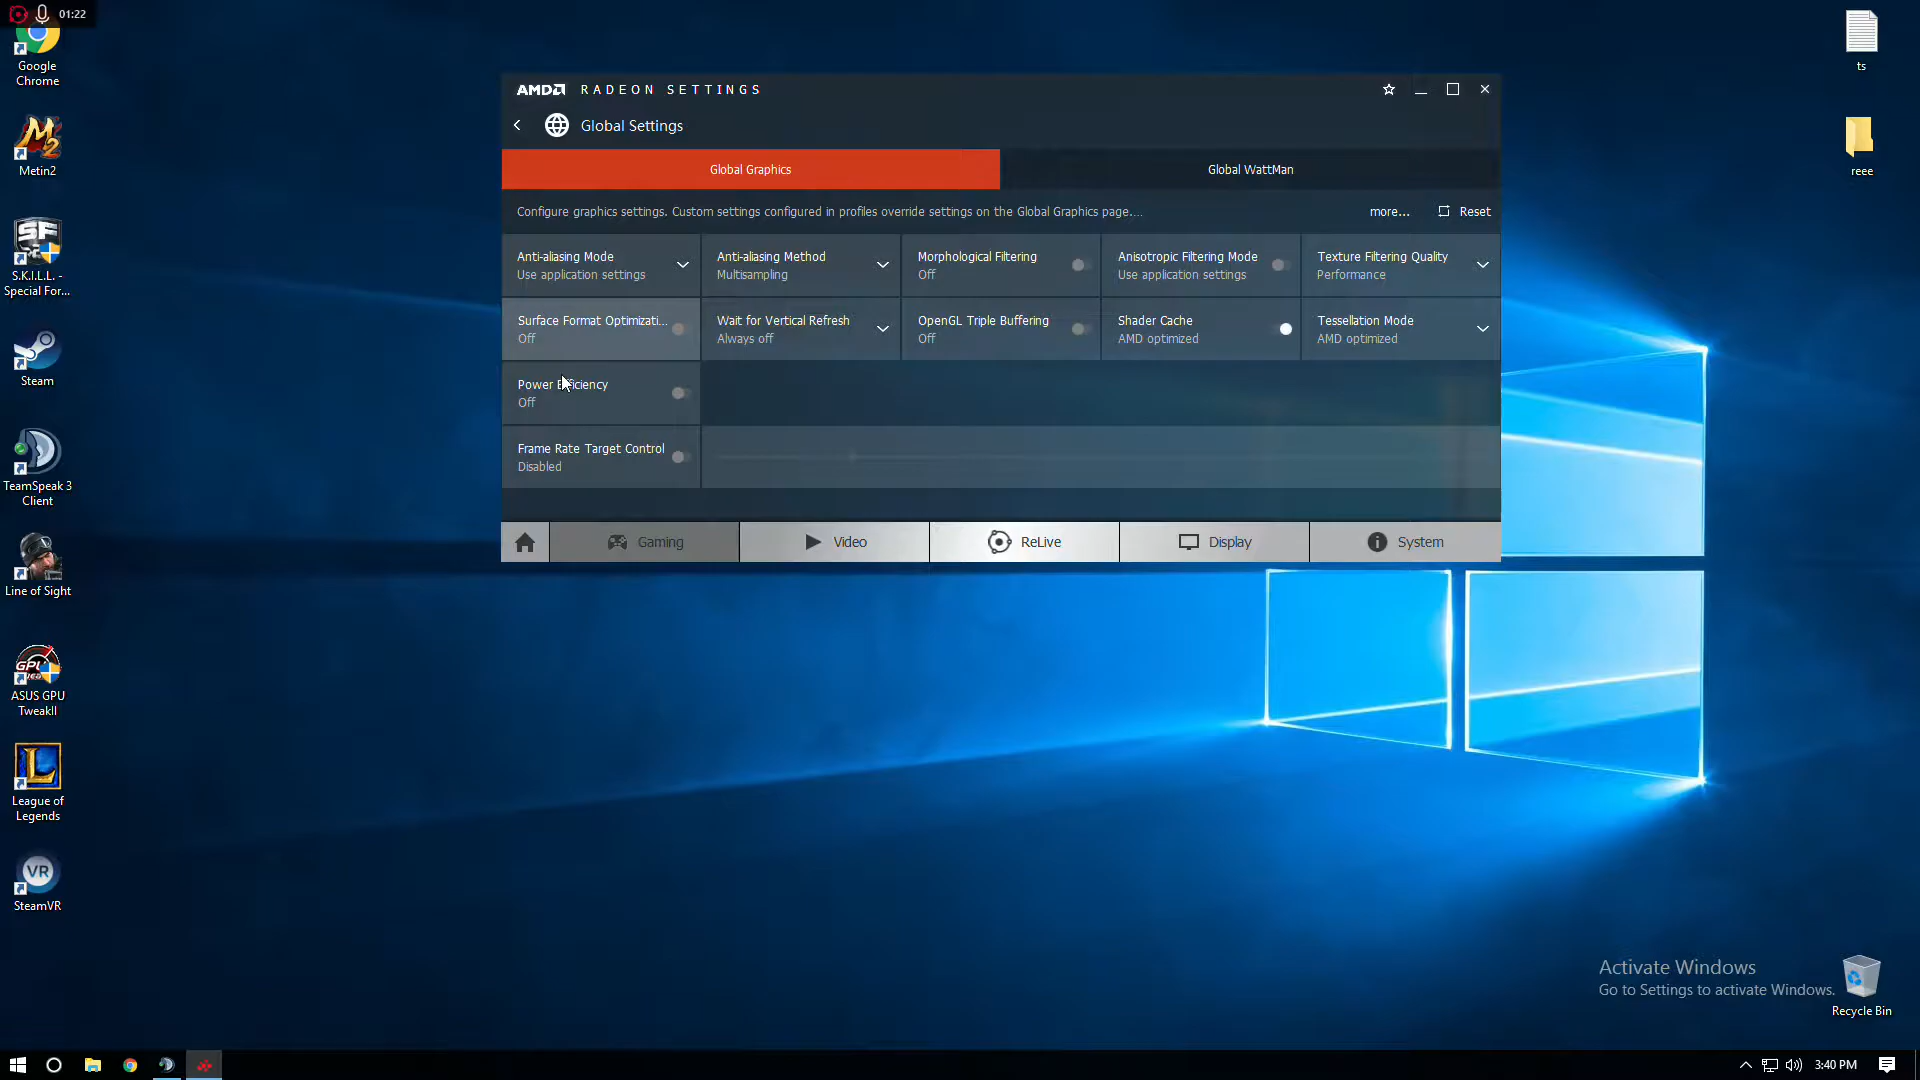 01:22
Google
Chrome
Metin2
S.K.I.L.L. -
Special For...
Steam
TeamSpeak 3
Client
Line of Sight
ASUS GPU
TweakII
League of
Legends
VR
SteamVR
ts
reee
AMD RADEON SETTINGS
Global Settings
Global Graphics
Global WattMan
Configure graphics settings. Custom settings configured in profiles override settings on the Global Graphics page....
more...
Reset
Anti-aliasing Mode
Use application settings
Anti-aliasing Method
Multisampling
Morphological Filtering
Off
Anisotropic Filtering Mode
Use application settings
Texture Filtering Quality
Performance
Surface Format Optimizati...
Off
Wait for Vertical Refresh
Always off
OpenGL Triple Buffering
Off
Shader Cache
AMD optimized
Tessellation Mode
AMD optimized
Power Efficiency
Off
Frame Rate Target Control
Disabled
Gaming
Video
ReLive
Display
System
Activate Windows
Go to Settings to activate Windows.
Recycle Bin
3:40 PM